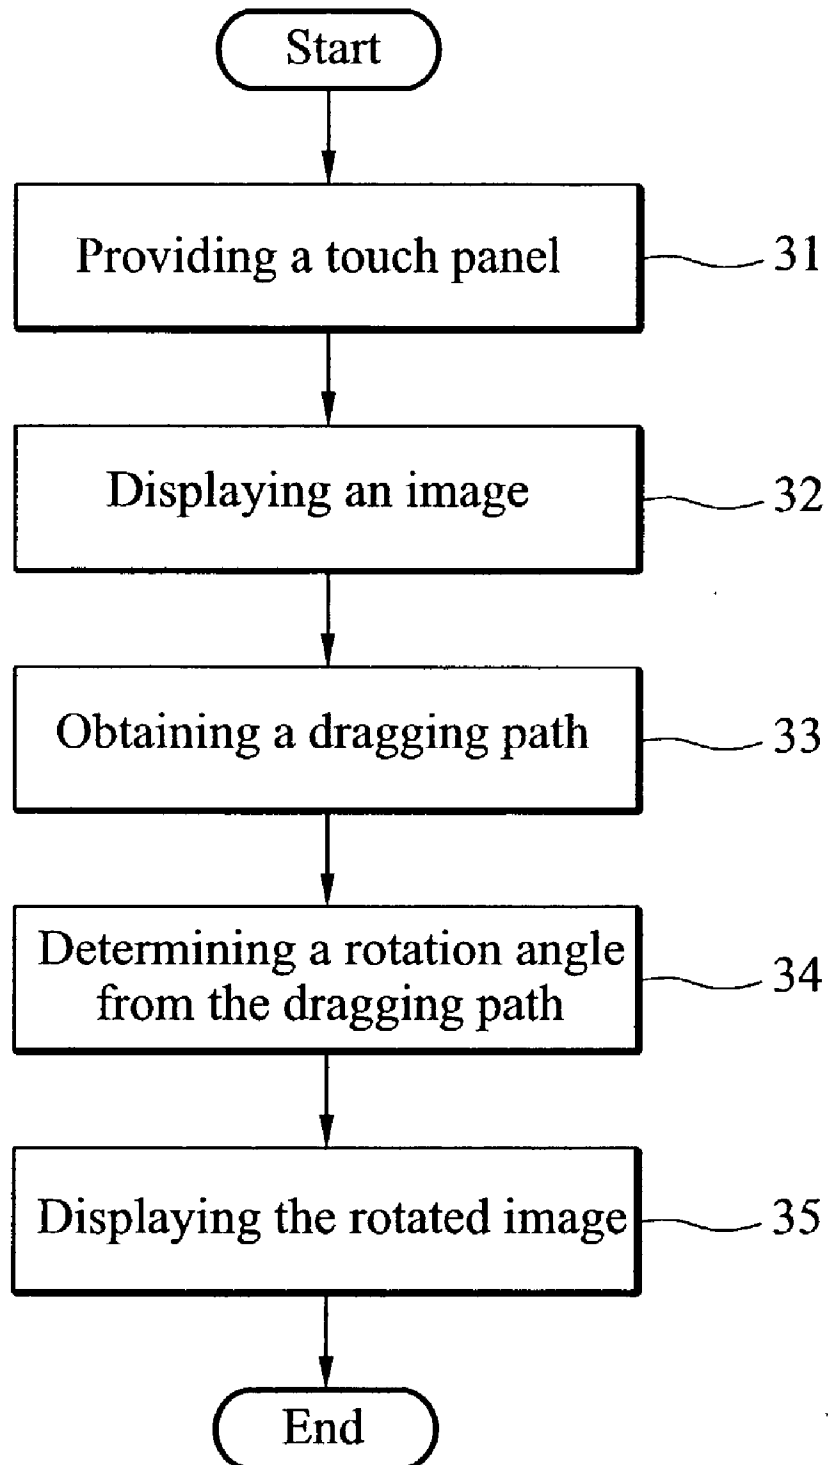 Start
Providing a touch panel
31
Displaying an image
32
Obtaining a dragging path
33
Determining a rotation angle
from the dragging path
34
Displaying the rotated image
35
End